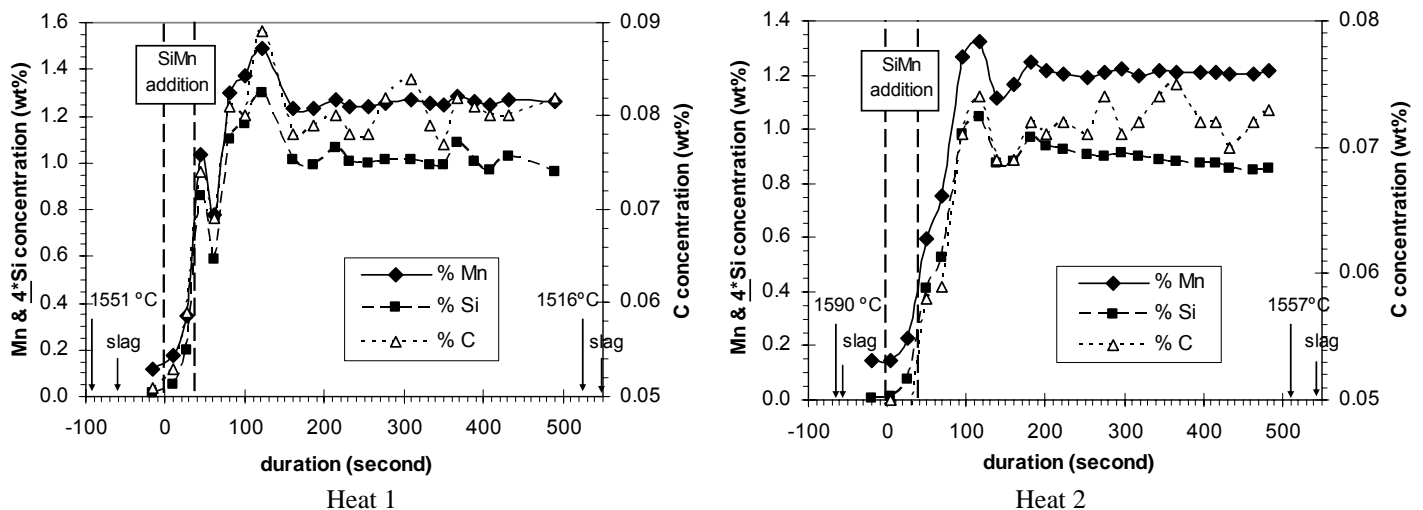 Mn & 4*Si concentration (wt%)
1.6
1.4
1.2
1.0
0.8
0.6
0.4
0.2
0.0
SiMn
addition
1551 ºC
slag
1516ºC
slag
% Mn
% Si
% C
0.09
0.08
0.07
0.06
0.05
C concentration (wt%)
-100
0
100
200
300
400
500
duration (second)
Heat 1
Mn & 4*Si concentration (wt%)
1.4
1.2
1.0
0.8
0.6
0.4
0.2
0.0
SiMn
addition
1590 ºC
slag
1557ºC
slag
% Mn
% Si
% C
0.08
0.07
0.06
0.05
C concentration (wt%)
-100
0
100
200
300
400
500
duration (second)
Heat 2